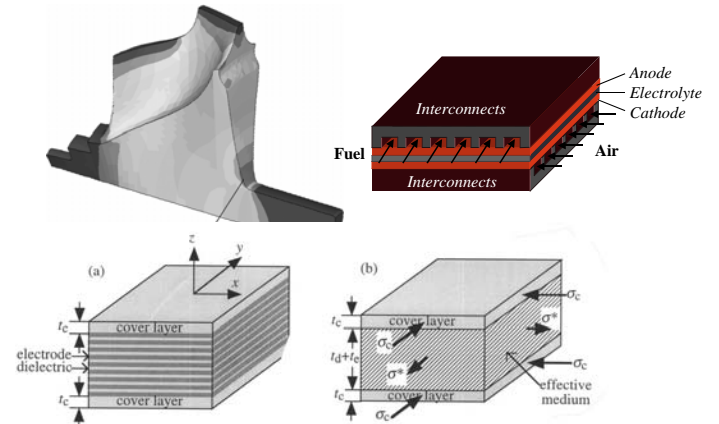 Interconnects
Anode
Electrolyte
Cathode
Fuel
Air
Interconnects
(a)
z
y
x
tc
cover layer
electrode
dielectric
tc
cover layer
(b)
tc
cover layer
σc
σc
σ*
td+te
σ*
σc
effective
medium
tc
cover layer
σc